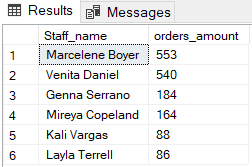 Results Messages
Staff_name orders_amount
1 Marcelene Boyer 553
2 Venita Daniel 540
3 Genna Serrano 184
4 Mireya Copeland 164
5 Kali Vargas 88
6 Layla Terrell 86